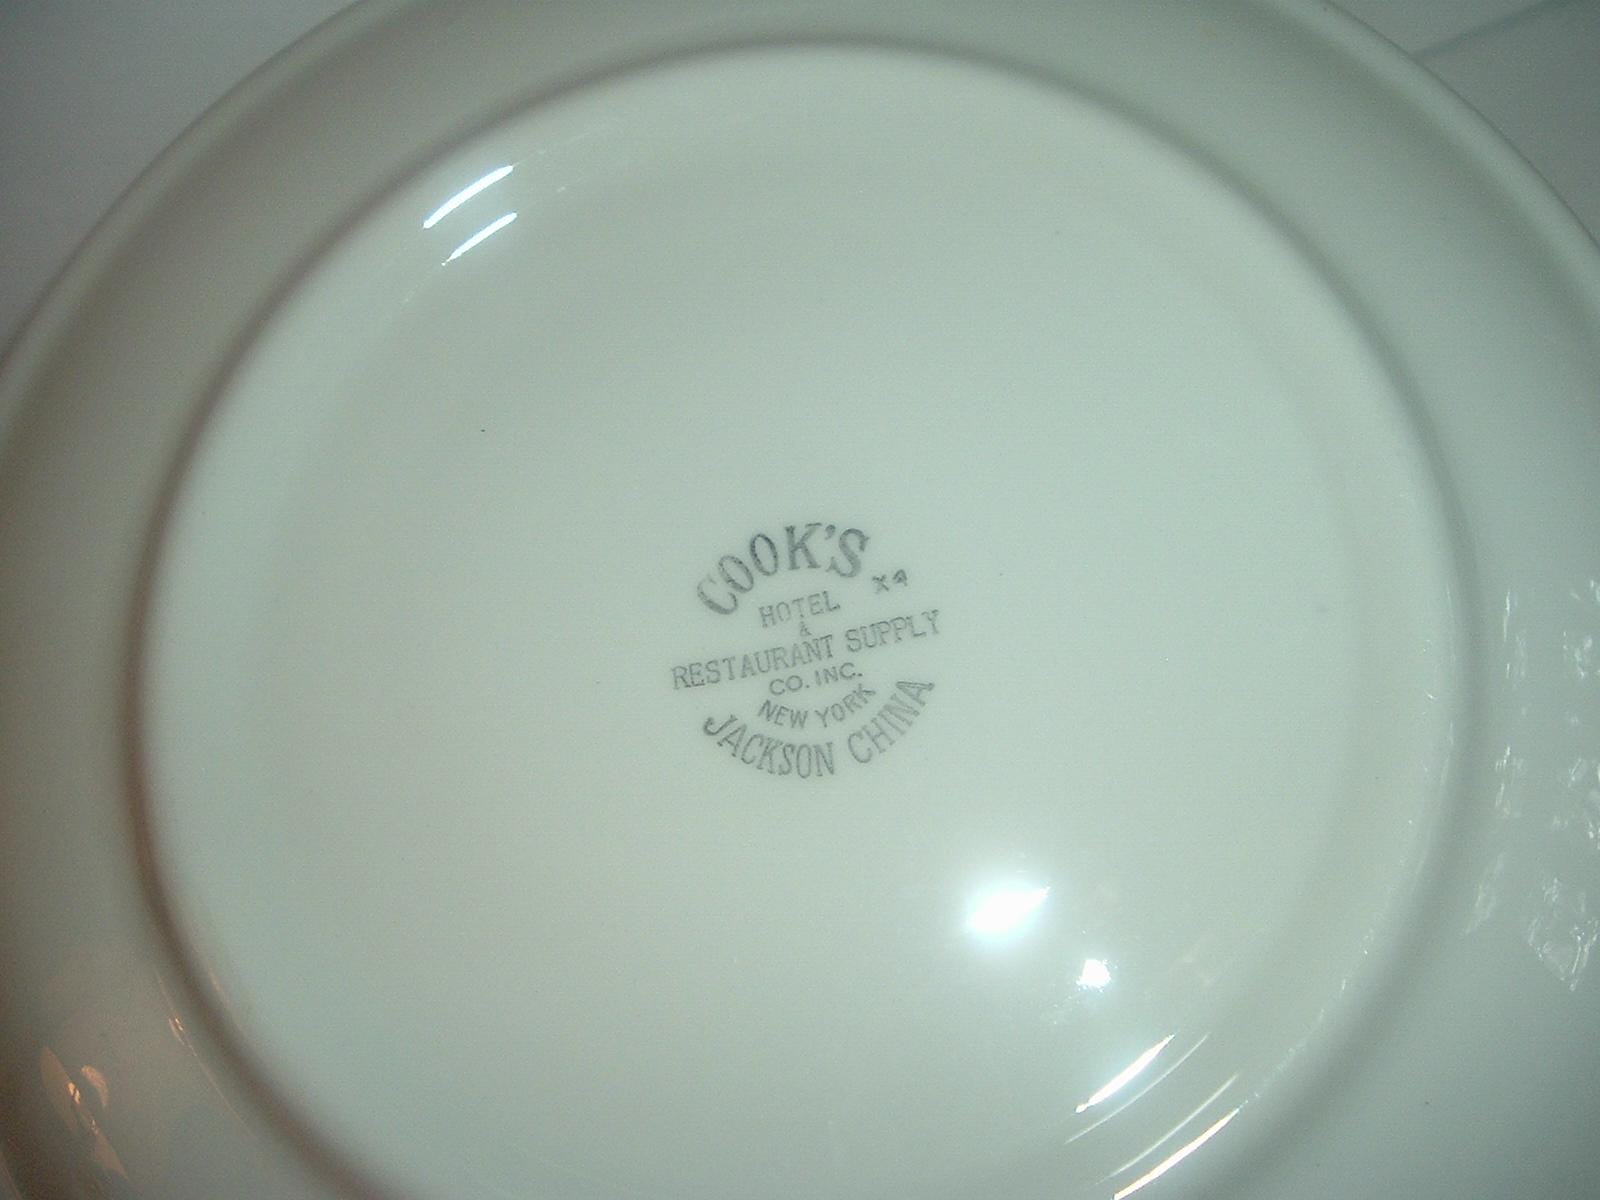 COOK'S
X4
HOTEL
&
RESTAURANT SUPPLY
CO. INC.
NEW YORK
JACKSON CHINA